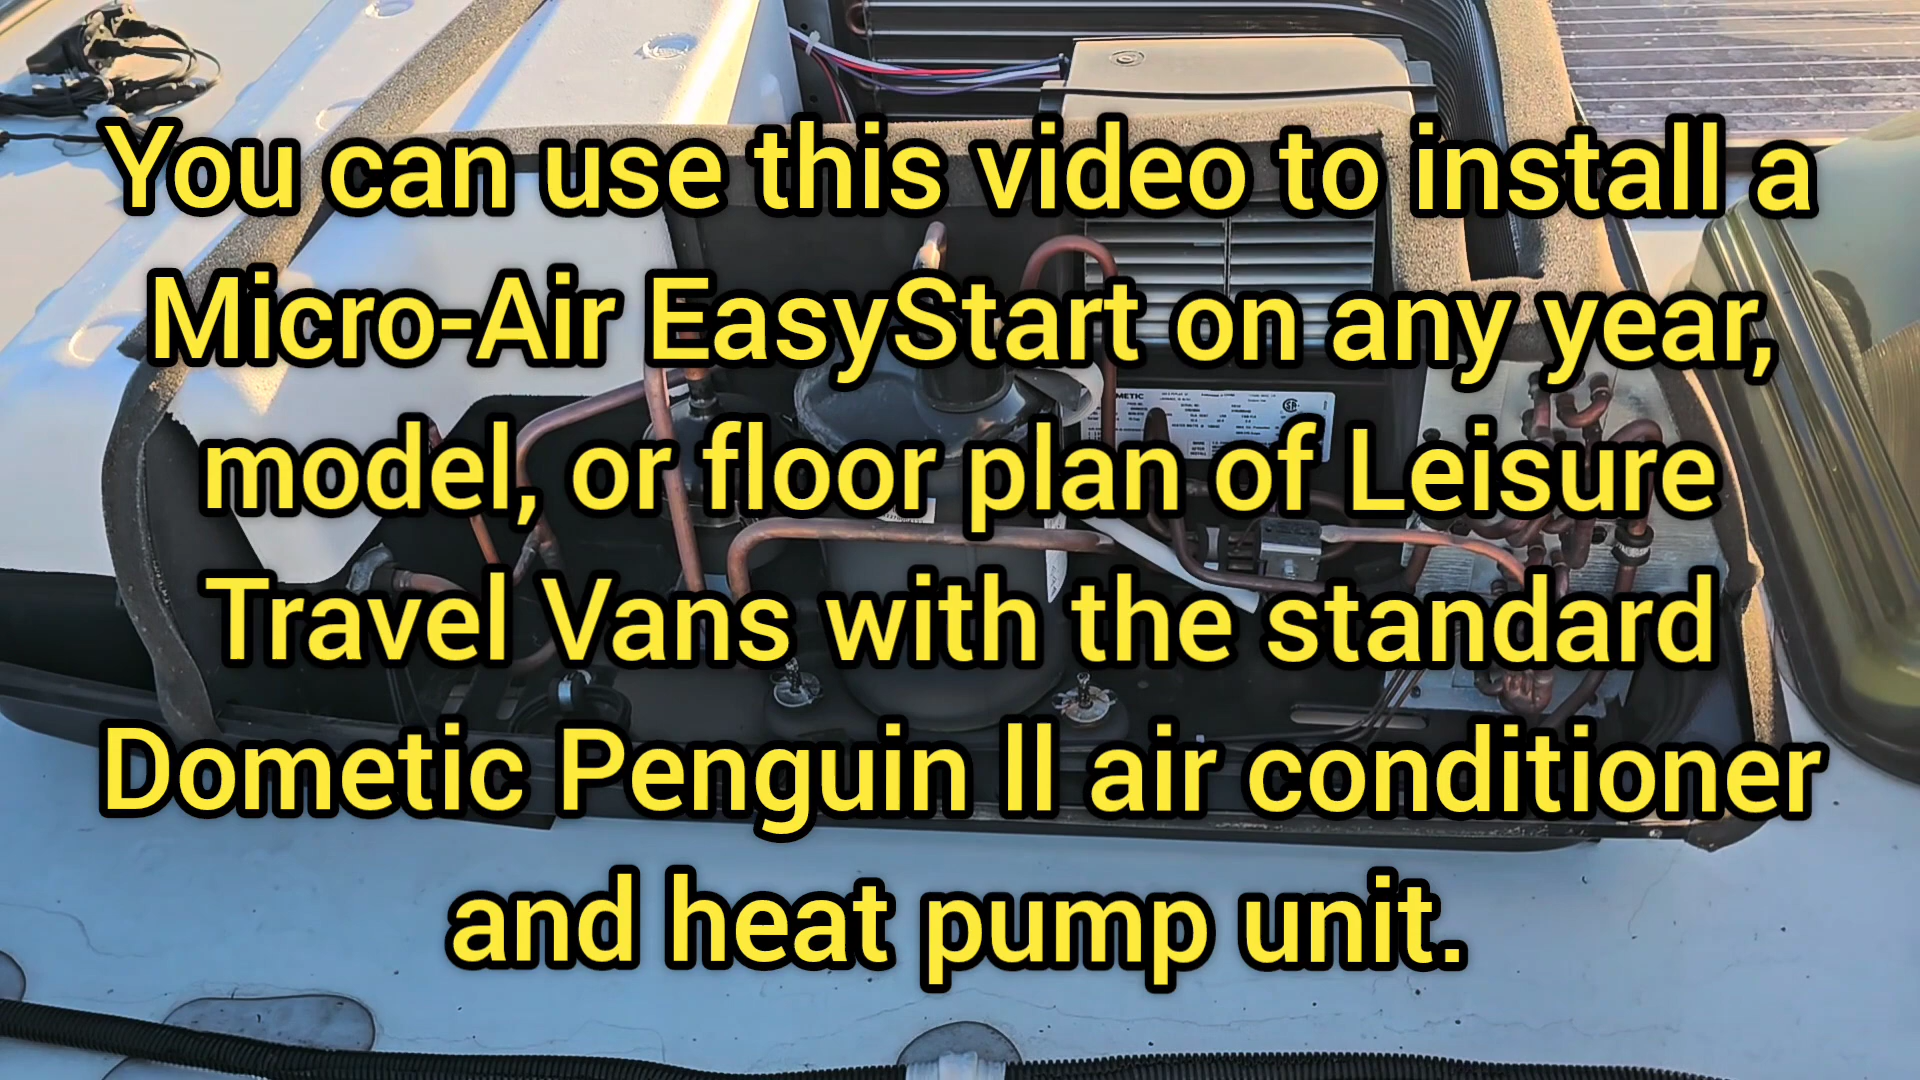 You can use this video to install a
Micro-Air EasyStart on any year,
model, or floor plan of Leisure
Travel Vans with the standard
Dometic Penguin ll air conditioner
and heat pump unit.